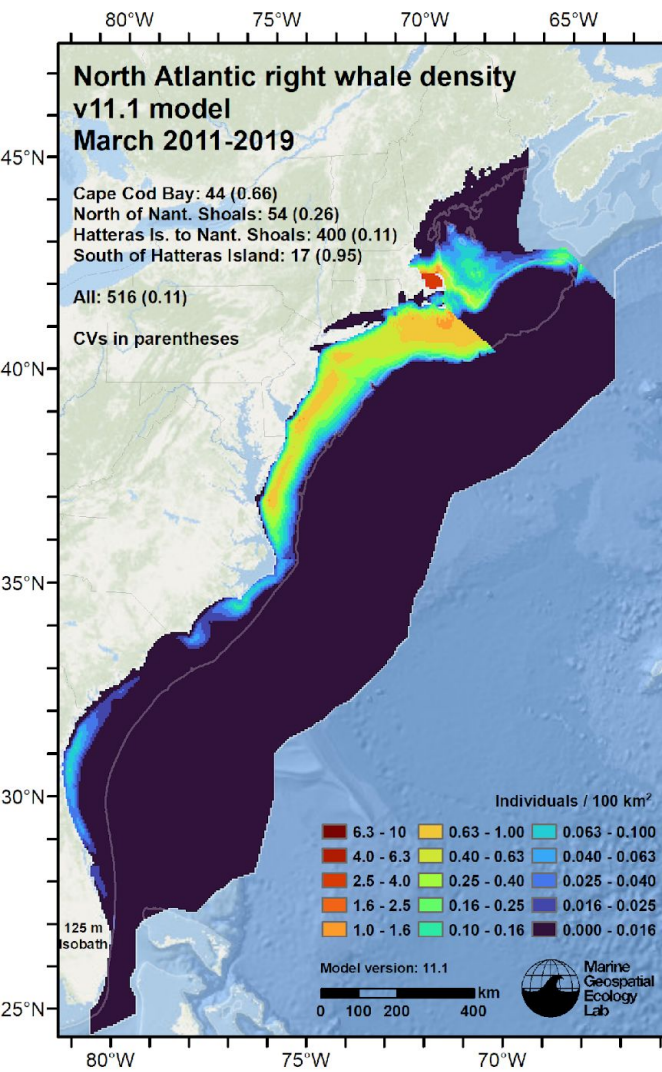 80°W 75°W 70°W 65°W
North Atlantic right whale density
v11.1 model
March 2011-2019
45°N
Cape Cod Bay: 44 (0.66)
North of Nant. Shoals: 54 (0.26)
Hatteras Is. to Nant. Shoals: 400 (0.11)
South of Hatteras Island: 17 (0.95)
All: 516 (0.11)
CVs in parentheses
40°N
35°N
30°N
Individuals / 100 km²
6.3 - 10 0.63 - 1.00 0.063 - 0.100
4.0 - 6.3 0.40 - 0.63 0.040 - 0.063
2.5 - 4.0 0.25 - 0.40 0.025 - 0.040
1.6 - 2.5 0.16 - 0.25 0.016 - 0.025
1.0 - 1.6 0.10 - 0.16 0.000 - 0.016
125 m
Isobath
Model version: 11.1
km
0 100 200 400
Marine
Geospatial
Ecology
Lab
25°N
80°W 75°W 70°W